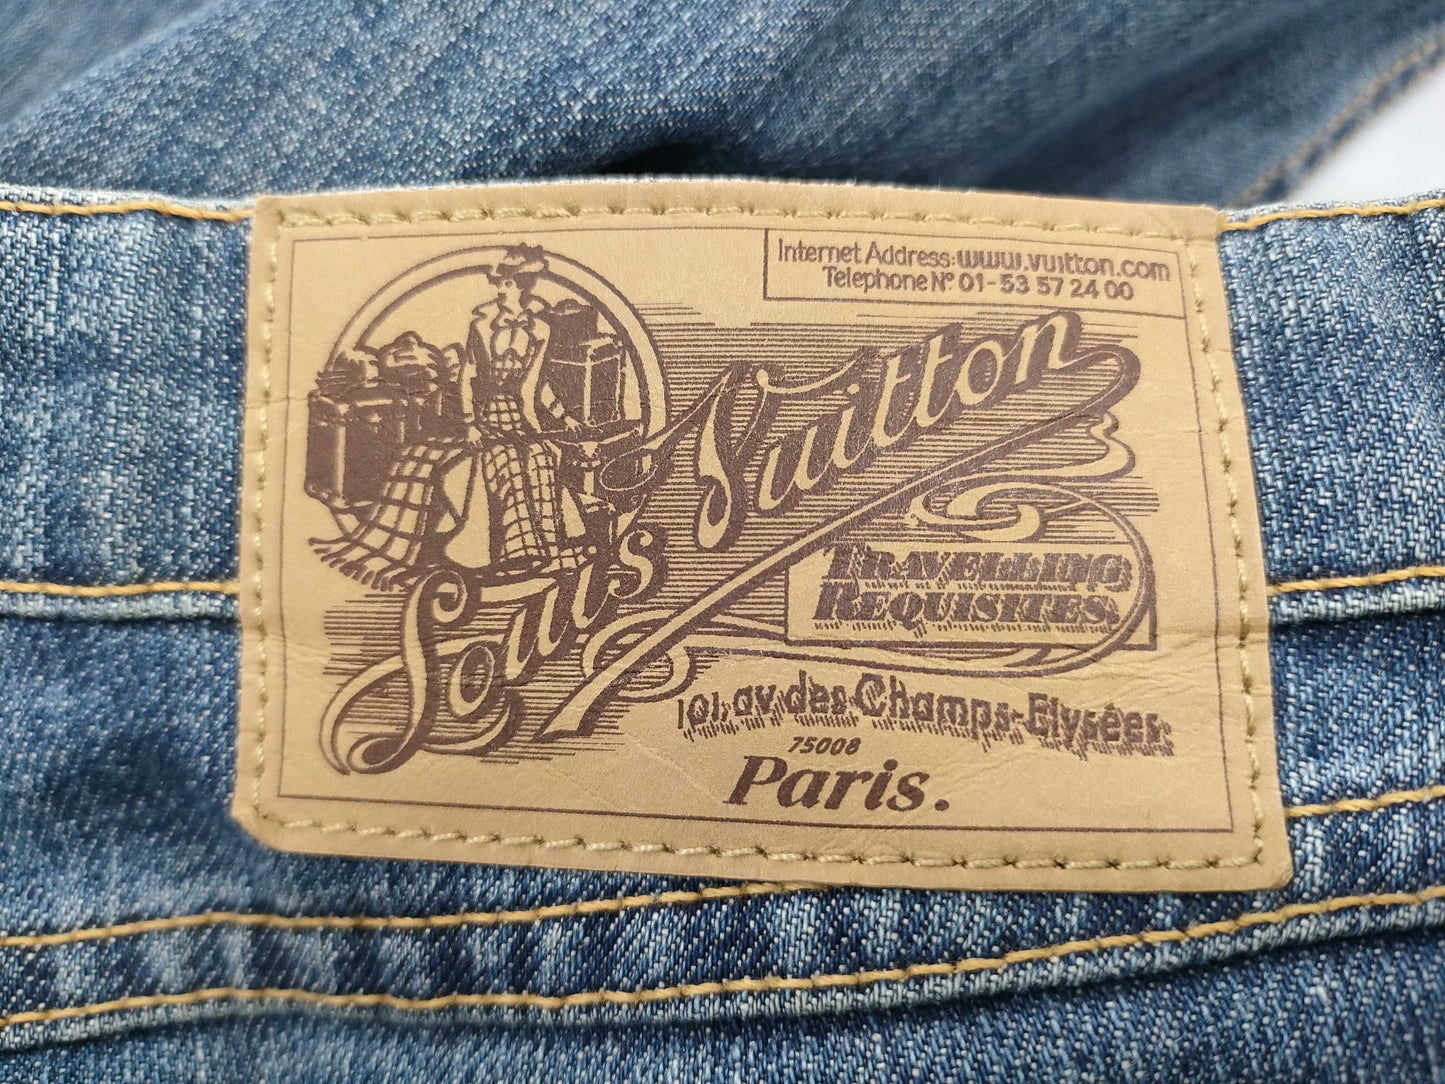 Internet Address: www.vuitton.com
Telephone N° 01-53 57 24 00
Louis Vuitton
TRAVELLING
REQUISITES.
101, av. des Champs-Elysées
75008
Paris.